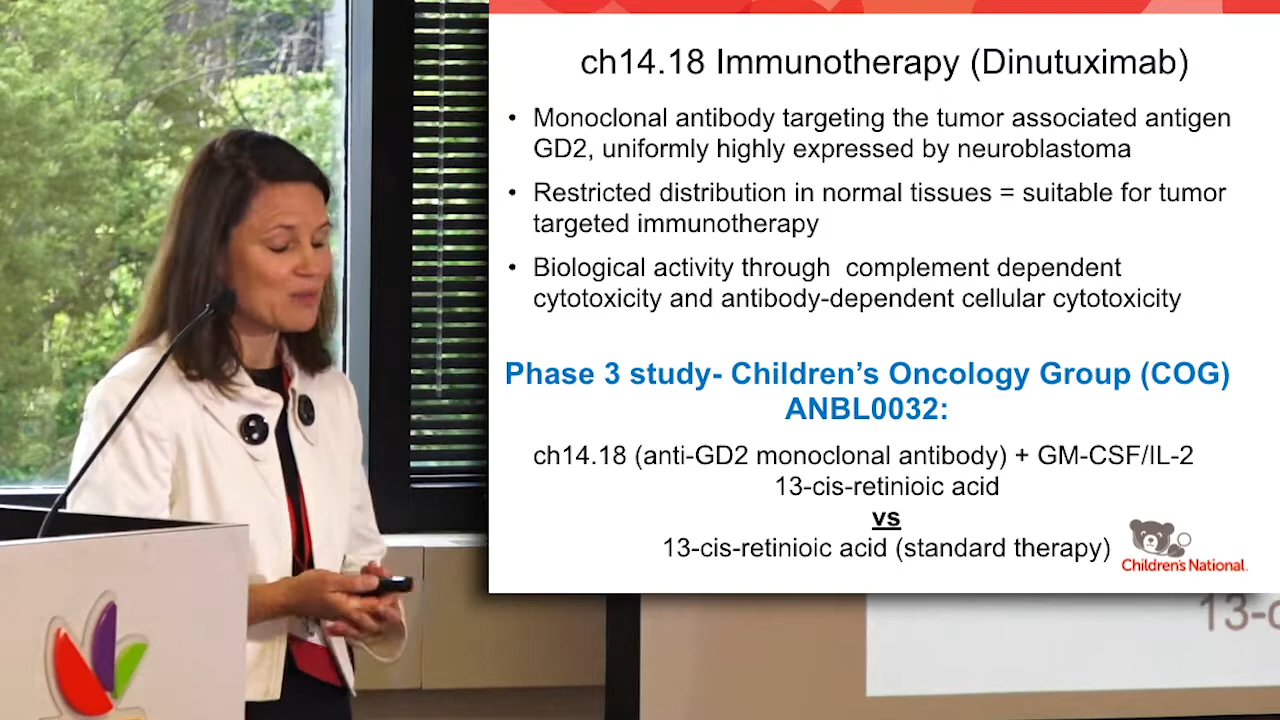 ch14.18 Immunotherapy (Dinutuximab)
• Monoclonal antibody targeting the tumor associated antigen
GD2, uniformly highly expressed by neuroblastoma
• Restricted distribution in normal tissues = suitable for tumor
targeted immunotherapy
• Biological activity through complement dependent
cytotoxicity and antibody-dependent cellular cytotoxicity
Phase 3 study- Children's Oncology Group (COG)
ANBL0032:
ch14.18 (anti-GD2 monoclonal antibody) + GM-CSF/IL-2
13-cis-retinioic acid
vs
13-cis-retinioic acid (standard therapy)
Children's National.
13-c